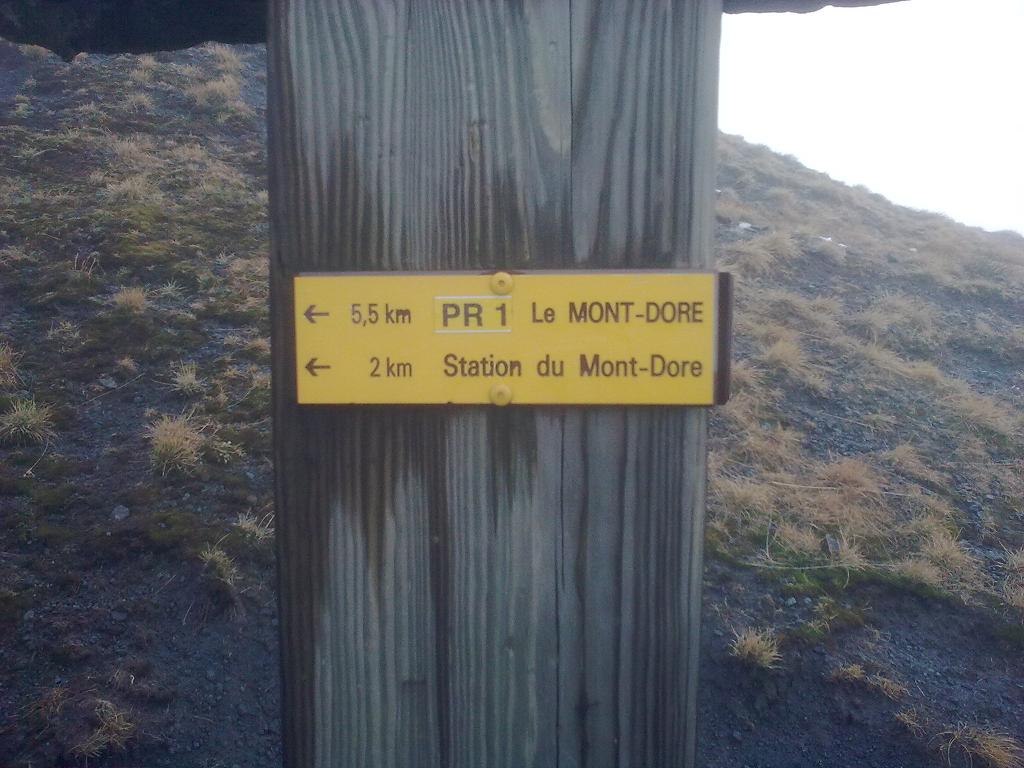 ← 5,5 km PR 1 Le MONT-DORE
← 2 km Station du Mont-Dore